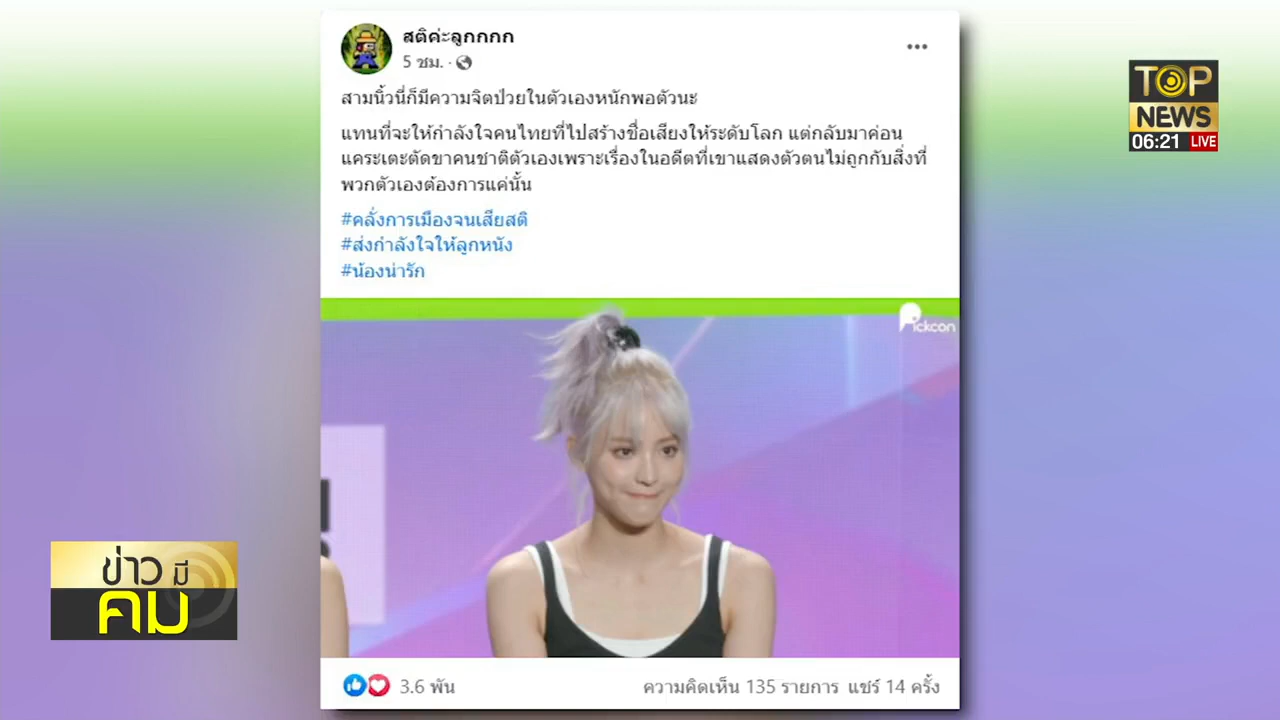 สติค่ะลูกกกก
5 ชม.
สามนิ้วนี่ก็มีความจิตป่วยในตัวเองหนักพอตัวนะ
แทนที่จะให้กำลังใจคนไทยที่ไปสร้างชื่อเสียงให้ระดับโลก แต่กลับมาค่อน
แคระเตะตัดขาคนชาติตัวเองเพราะเรื่องในอดีตที่เขาแสดงตัวตนไม่ถูกกับสิ่งที่
พวกตัวเองต้องการแค่นั้น
#คลั่งการเมืองจนเสียสติ
#ส่งกำลังใจให้ลูกหนัง
#น้องน่ารัก
Pickcon
3.6 พัน
ความคิดเห็น 135 รายการ แชร์ 14 ครั้ง
TOP
NEWS
06:21 LIVE
ข่าวมี
คม